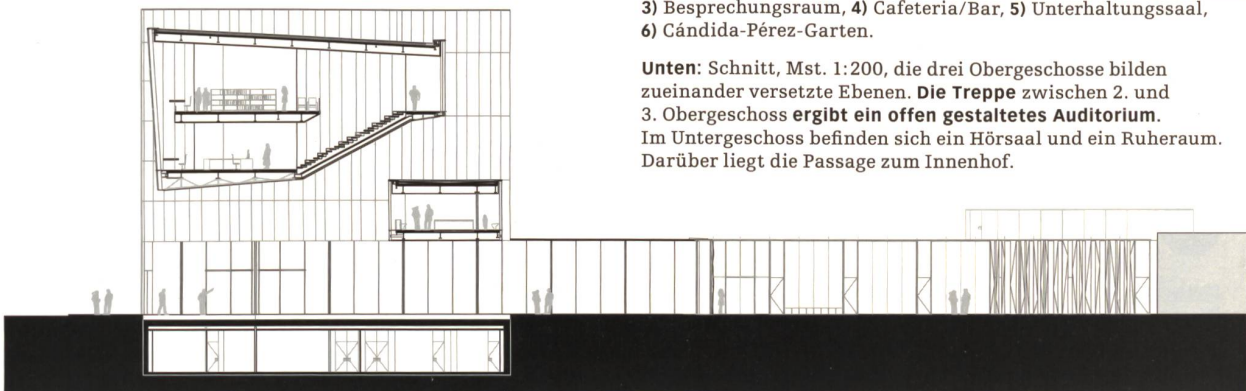 3) Besprechungsraum, 4) Cafeteria/Bar, 5) Unterhaltungssaal,
6) Cándida-Pérez-Garten.
Unten: Schnitt, Mst. 1:200, die drei Obergeschosse bilden
zueinander versetzte Ebenen. Die Treppe zwischen 2. und
3. Obergeschoss ergibt ein offen gestaltetes Auditorium.
Im Untergeschoss befinden sich ein Hörsaal und ein Ruheraum.
Darüber liegt die Passage zum Innenhof.